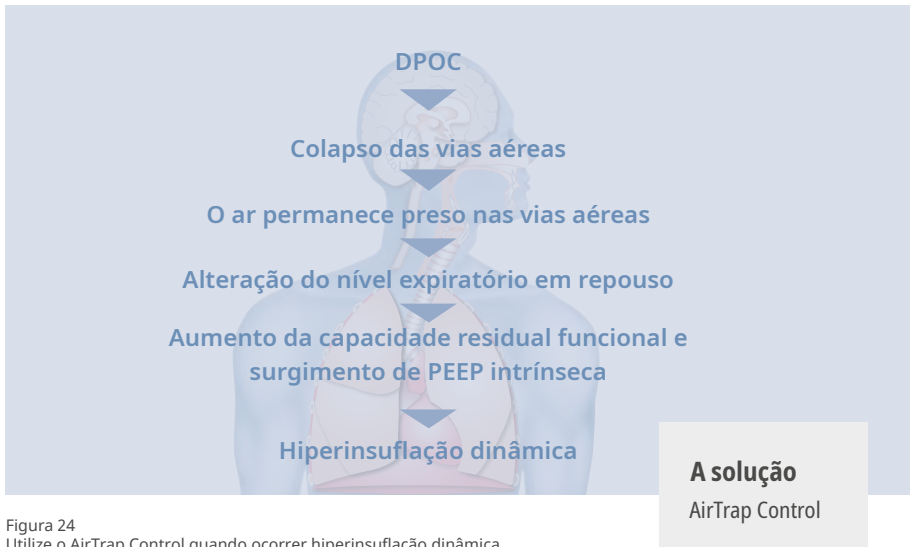 DPOC
Colapso das vias aéreas
O ar permanece preso nas vias aéreas
Alteração do nível expiratório em repouso
Aumento da capacidade residual funcional e
surgimento de PEEP intrínseca
Hiperinsuflação dinâmica
A solução
AirTrap Control
Figura 24
Utilize o AirTrap Control quando ocorrer hiperinsuflação dinâmica